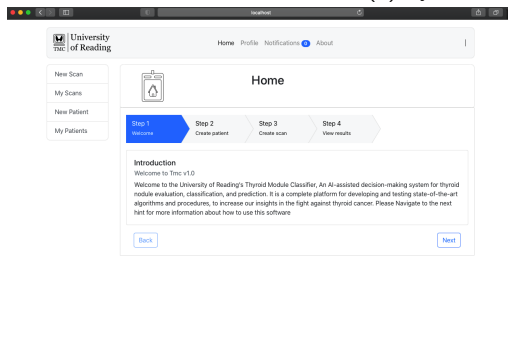 localhost
University
TMC of Reading
Home Profile Notifications 0 About
New Scan
My Scans
New Patient
My Patients
Home
Step 1
Welcome
Step 2
Create patient
Step 3
Create scan
Step 4
View results
Introduction
Welcome to Tmc v1.0
Welcome to the University of Reading's Thyroid Module Classifier, An AI-assisted decision-making system for thyroid
nodule evaluation, classification, and prediction. It is a complete platform for developing and testing state-of-the-art
algorithms and procedures, to increase our insights in the fight against thyroid cancer. Please Navigate to the next
hint for more information about how to use this software
Back
Next